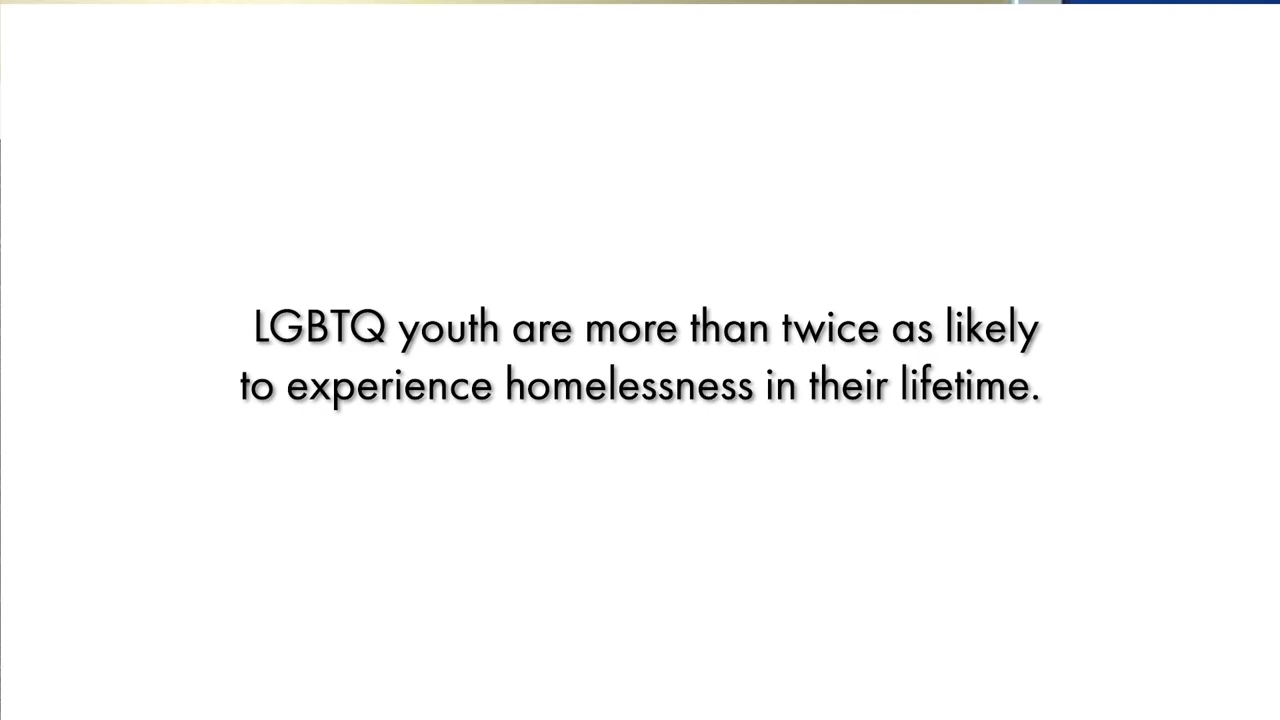 LGBTQ youth are more than twice as likely
to experience homelessness in their lifetime.